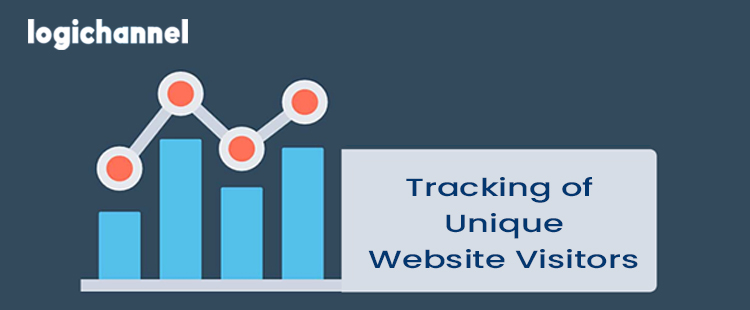 logichannel
Tracking of
Unique
Website Visitors